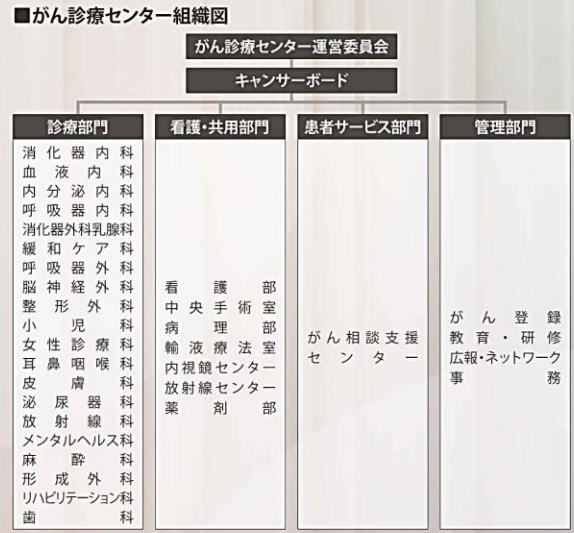 ■がん診療センター組織図
がん診療センター運営委員会
キャンサーボード
診療部門
消化器内科
血液内科
内分泌内科
呼吸器内科
消化器外科乳腺科
緩和ケア科
呼吸器外科
脳神経外科
整形外科
小児科
女性診療科
耳鼻咽喉科
皮膚科
泌尿器科
放射線科
メンタルヘルス科
麻酔科
形成外科
リハビリテーション科
歯科
看護・共用部門
看護部
中央手術室
病理部
輸液療法室
内視鏡センター
放射線センター
薬剤部
患者サービス部門
がん相談支援
センター
管理部門
がん登録
教育・研修
広報・ネットワーク
事務